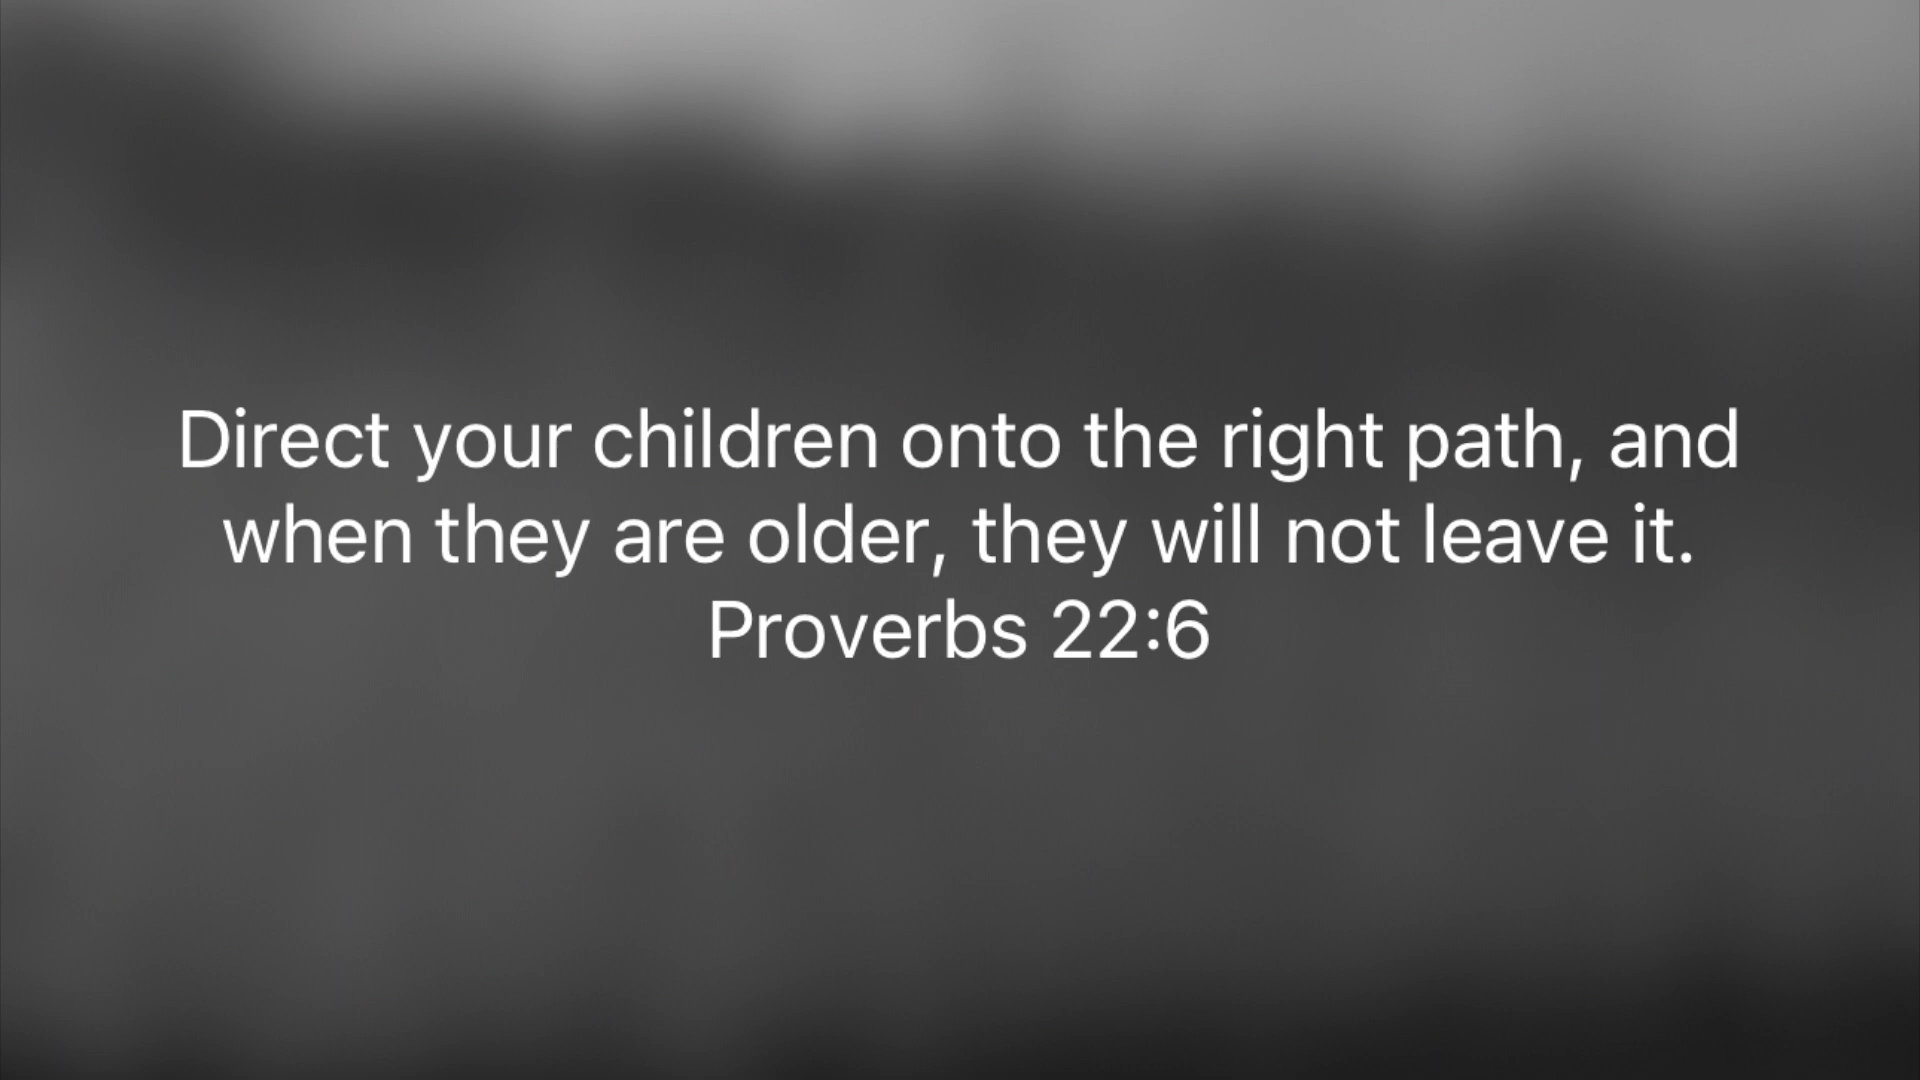 Direct your children onto the right path, and
when they are older, they will not leave it.
Proverbs 22:6